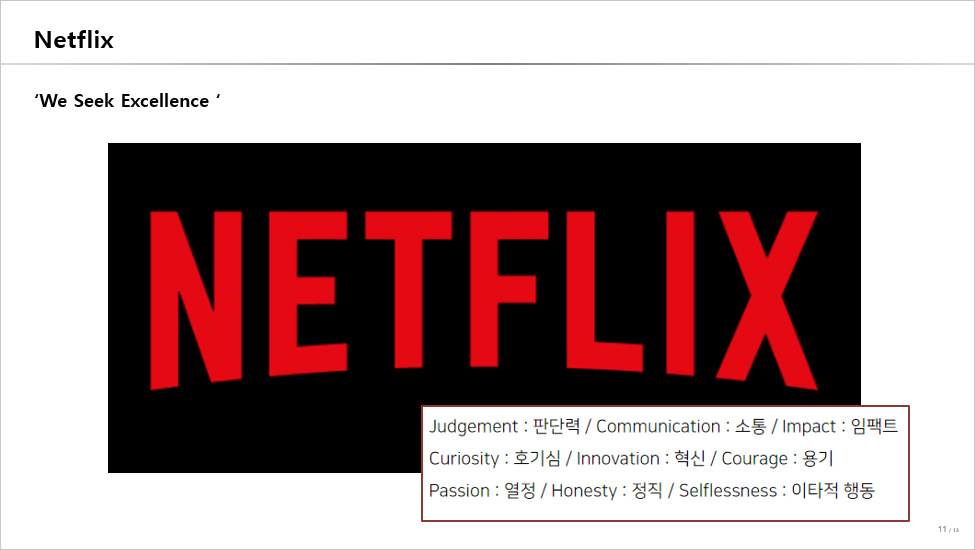 Netflix
‘We Seek Excellence ‘
NETFLIX
Judgement : 판단력 / Communication : 소통 / Impact : 임팩트
Curiosity : 호기심 / Innovation : 혁신 / Courage : 용기
Passion : 열정 / Honesty : 정직 / Selflessness : 이타적 행동
11 /